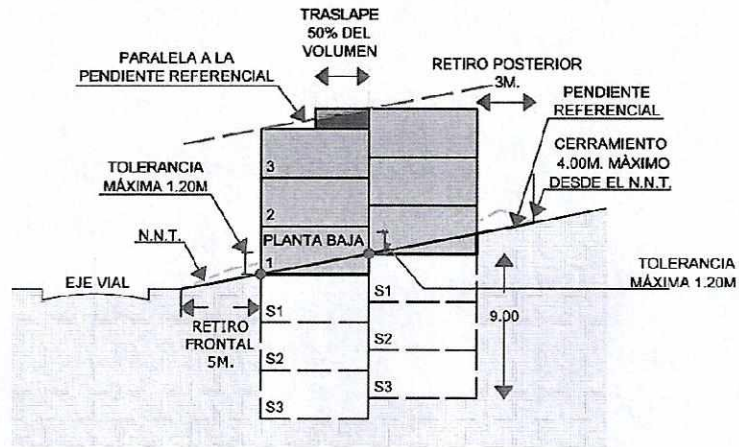 TRASLAPE
50% DEL
VOLUMEN
PARALELA A LA
PENDIENTE REFERENCIAL
RETIRO POSTERIOR
3M.
PENDIENTE
REFERENCIAL
CERRAMIENTO
4.00M. MÁXIMO
DESDE EL N.N.T.
TOLERANCIA
MÁXIMA 1.20M
3
2
N.N.T.
PLANTA BAJA
1
EJE VIAL
TOLERANCIA
MÁXIMA 1.20M
S1
S1
9.00
RETIRO
FRONTAL
5M.
S2
S2
S3
S3